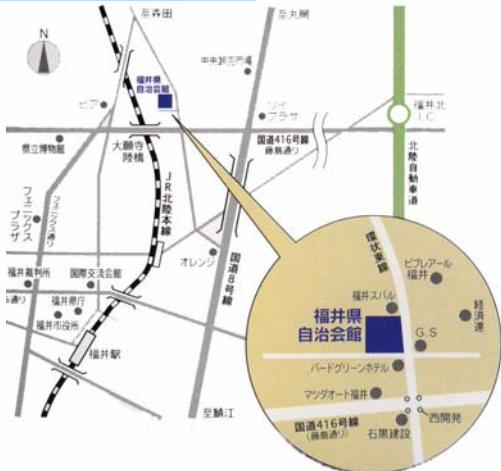 至森田
至丸岡
N
中央卸売市場
福井県
自治会館
ピア
ワイ
プラザ
福井北
I.C.
県立博物館
大願寺
陸橋
国道416号線
(藤島通り)
北陸自動車道
フェニックス
プラザ
フェニックス通り
JR北陸本線
オレンジ
国道8号線
福井裁判所
国際交流会館
福井県庁
福井市役所
福井駅
至鯖江
環状東線
ビブレアール
福井
福井スバル
経済連
福井県
自治会館
G.S
バードグリーンホテル
マツダオート福井
国道416号線
(藤島通り)
石黒建設
西開発